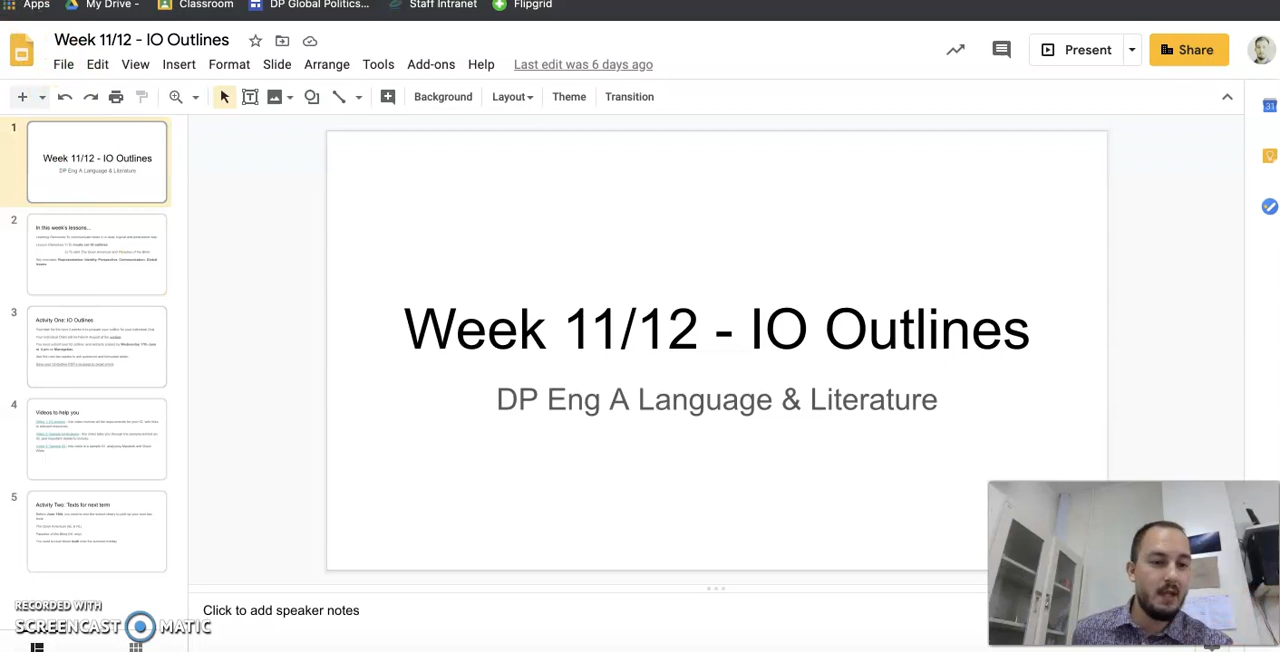 Apps My Drive - Classroom DP Global Politics... Staff Intranet Flipgrid
Week 11/12 - IO Outlines
File Edit View Insert Format Slide Arrange Tools Add-ons Help Last edit was 6 days ago
Present
Share
Background Layout Theme Transition
31
1
Week 11/12 - IO Outlines
DP Eng A Language & Literature
2
In this week's lessons...
3
Activity One: IO Outlines
4
Videos to help you
5
Activity Two: Texts for next term
Week 11/12 - IO Outlines
DP Eng A Language & Literature
Click to add speaker notes
RECORDED WITH
SCREENCAST MATIC